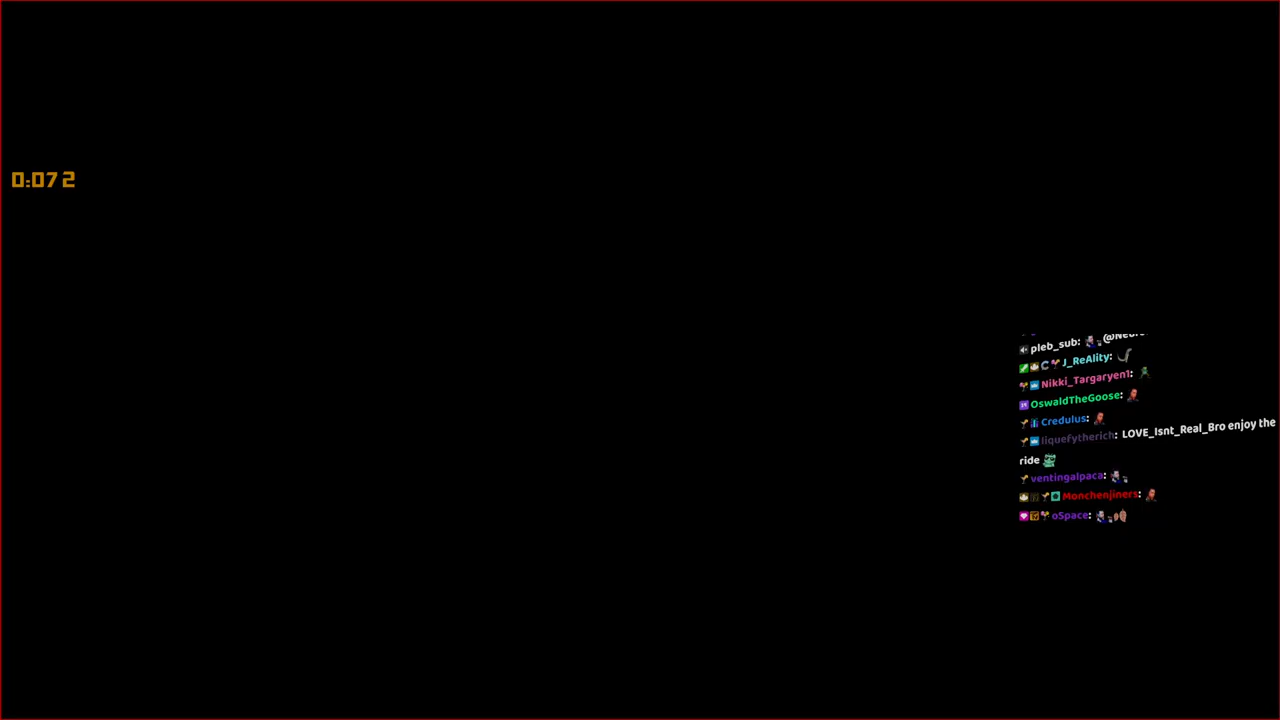 0:07 2
pleb_sub:
J_ReAlity:
Nikki_Targaryen1:
OswaldTheGoose:
Credulus:
liquefytherich: LOVE_Isnt_Real_Bro enjoy the
ride
ventingalpaca:
Monchenjiners:
oSpace: